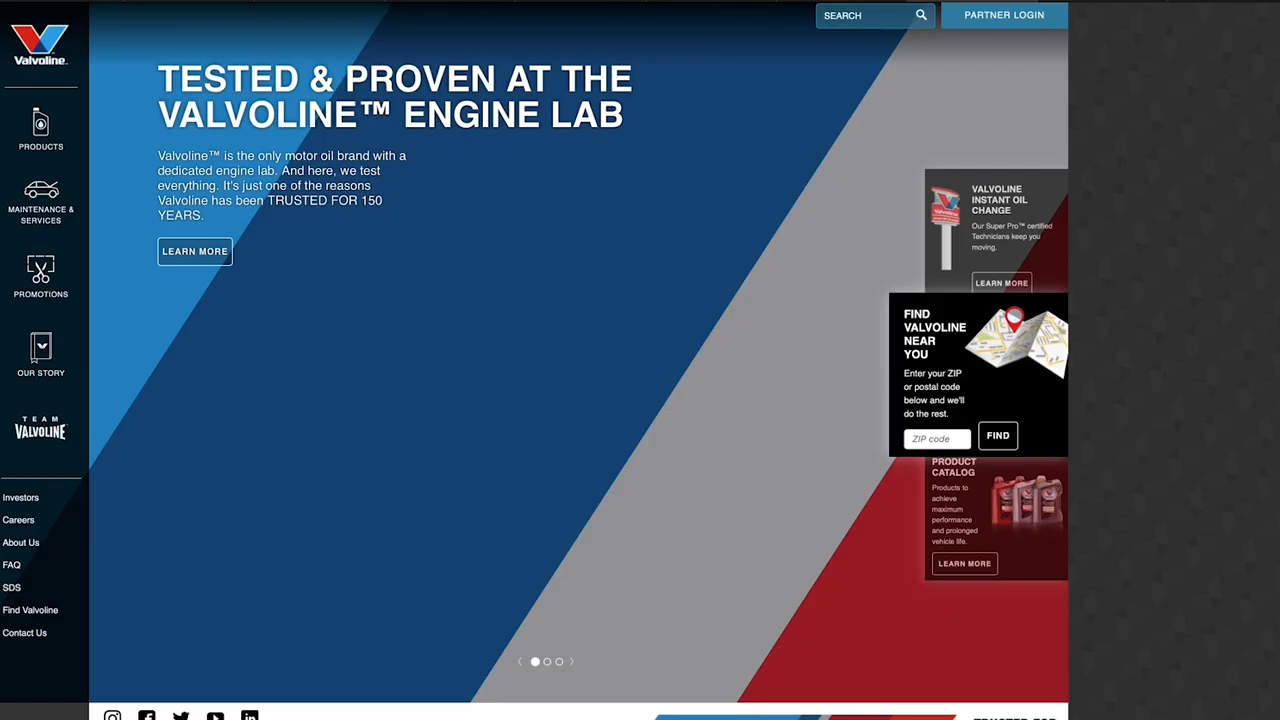 Valvoline
PRODUCTS
MAINTENANCE &
SERVICES
PROMOTIONS
OUR STORY
TEAM
VALVOLINE
Investors
Careers
About Us
FAQ
SDS
Find Valvoline
Contact Us
SEARCH
PARTNER LOGIN
TESTED & PROVEN AT THE
VALVOLINE™ ENGINE LAB
Valvoline™ is the only motor oil brand with a
dedicated engine lab. And here, we test
everything. It's just one of the reasons
Valvoline has been TRUSTED FOR 150
YEARS.
LEARN MORE
VALVOLINE
INSTANT OIL
CHANGE
Our Super Pro™ certified
Technicians keep you
moving.
LEARN MORE
FIND
VALVOLINE
NEAR
YOU
Enter your ZIP
or postal code
below and we'll
do the rest.
ZIP code
FIND
PRODUCT
CATALOG
Products to
achieve
maximum
performance
and prolonged
vehicle life.
LEARN MORE
TRUSTED FOR